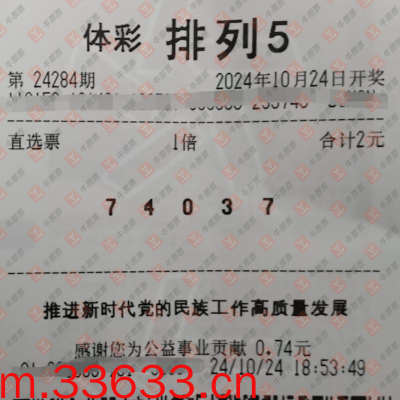 体彩 排列5
第 24284期 2024年10月24日开奖
直选票 1倍 合计2元
7 4 0 3 7
推进新时代党的民族工作高质量发展
感谢您为公益事业贡献 0.74元
24/10/24 18:53:49
m.33633.cn